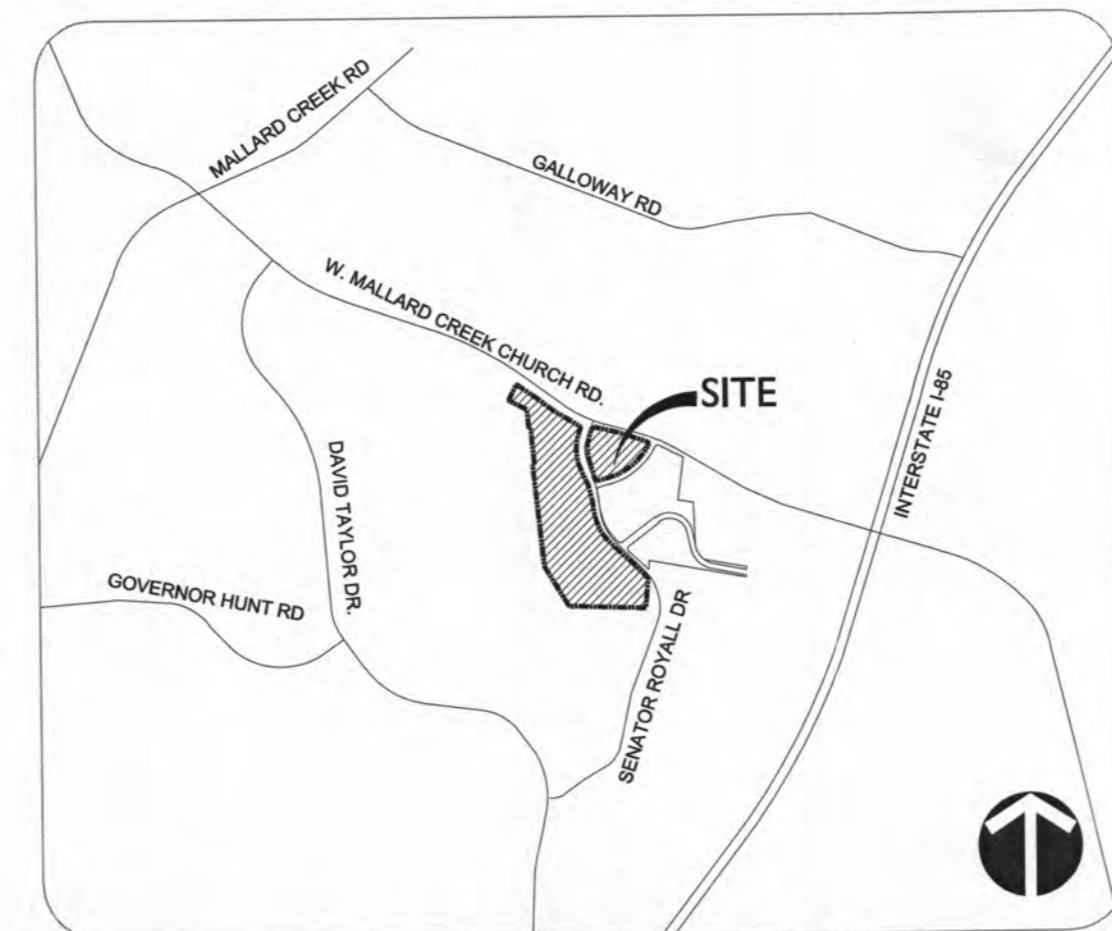 MALLARD CREEK RD
GALLOWAY RD
W. MALLARD CREEK CHURCH RD.
SITE
INTERSTATE I-85
DAVID TAYLOR DR.
GOVERNOR HUNT RD
SENATOR ROYALL DR